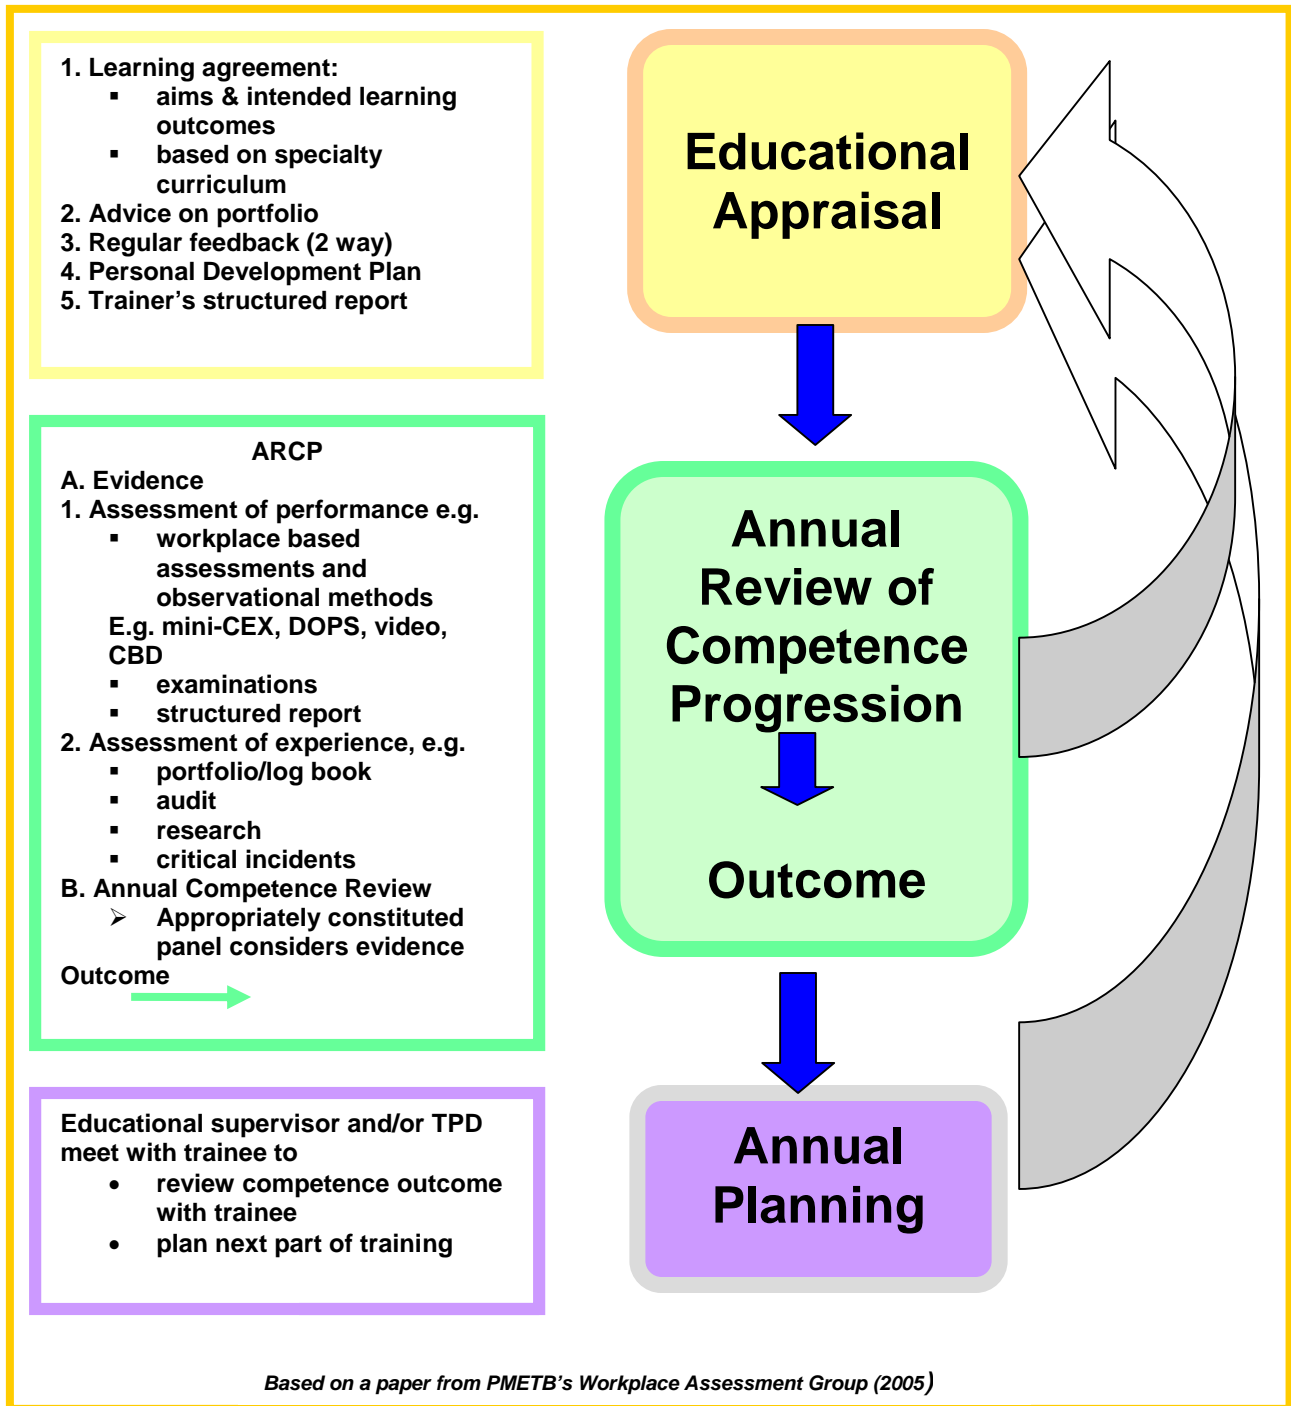 1. Learning agreement:
▪ aims & intended learning
outcomes
▪ based on specialty
curriculum
2. Advice on portfolio
3. Regular feedback (2 way)
4. Personal Development Plan
5. Trainer’s structured report
Educational
Appraisal
ARCP
A. Evidence
1. Assessment of performance e.g.
▪ workplace based
assessments and
observational methods
E.g. mini-CEX, DOPS, video,
CBD
▪ examinations
▪ structured report
2. Assessment of experience, e.g.
▪ portfolio/log book
▪ audit
▪ research
▪ critical incidents
B. Annual Competence Review
➢ Appropriately constituted
panel considers evidence
Outcome
Annual
Review of
Competence
Progression
Outcome
Educational supervisor and/or TPD
meet with trainee to
• review competence outcome
with trainee
• plan next part of training
Annual
Planning
Based on a paper from PMETB’s Workplace Assessment Group (2005)